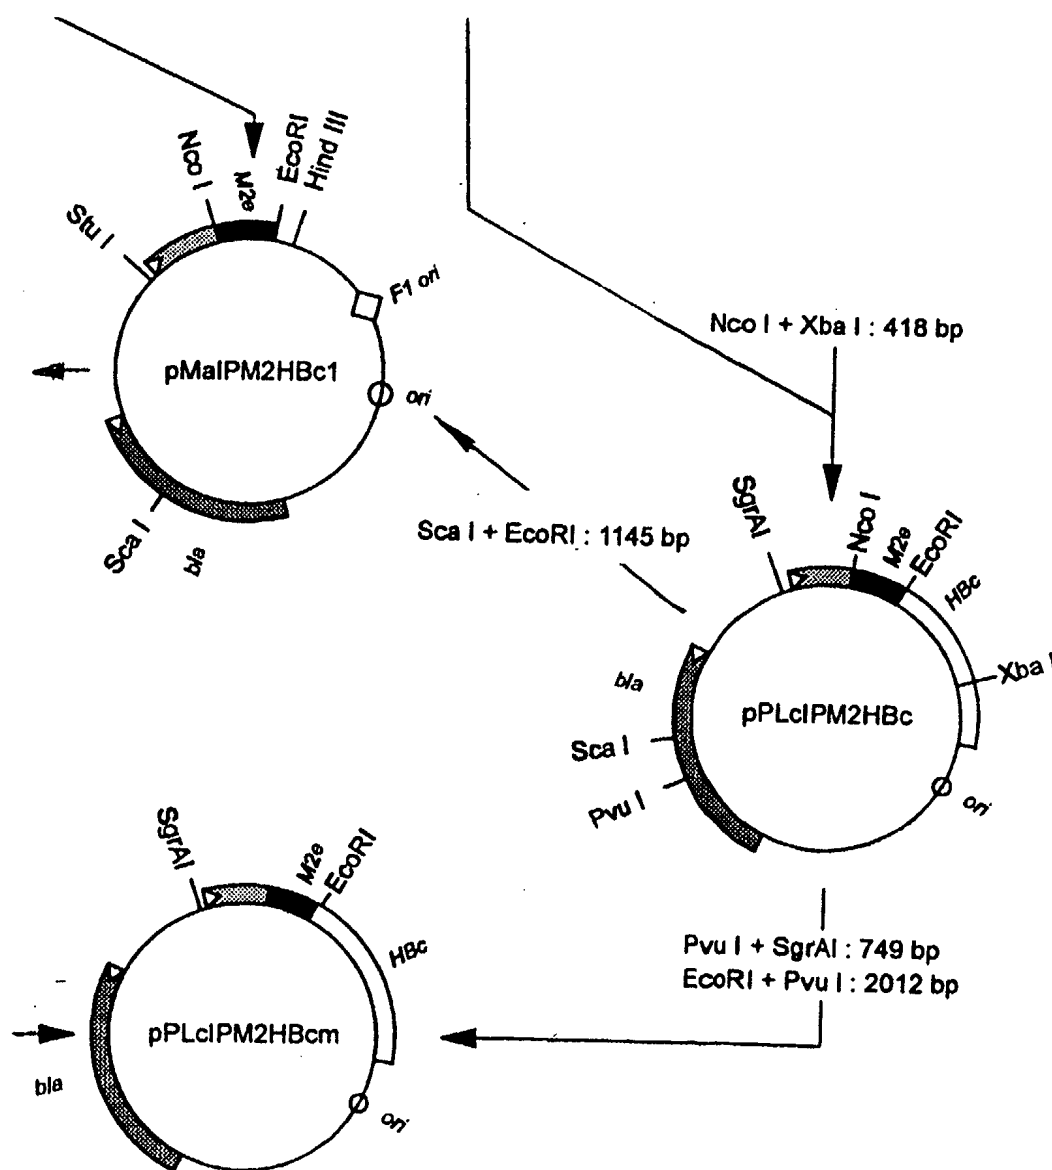 Nco I
M2e
EcoRI
Hind III
Stu I
F1 ori
pMaIPM2HBc1
ori
Sca I
bla
Nco I + Xba I : 418 bp
Sca I + EcoRI : 1145 bp
SgrAI
Nco I
M2e
EcoRI
HBc
Xba I
bla
pPLcIPM2HBc
Sca I
Pvu I
ori
SgrAI
M2e
EcoRI
HBc
Pvu I + SgrAI : 749 bp
EcoRI + Pvu I : 2012 bp
pPLcIPM2HBcm
bla
ori